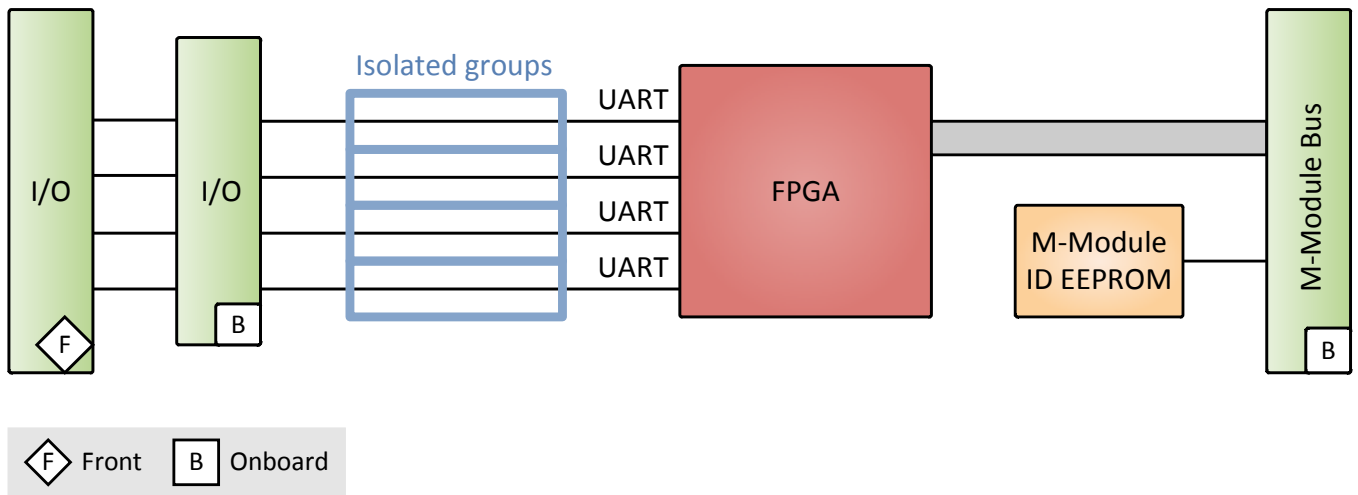 Isolated groups
UART
UART
UART
UART
I/O
I/O
FPGA
M-Module Bus
M-Module
ID EEPROM
F
B
B
F Front B Onboard